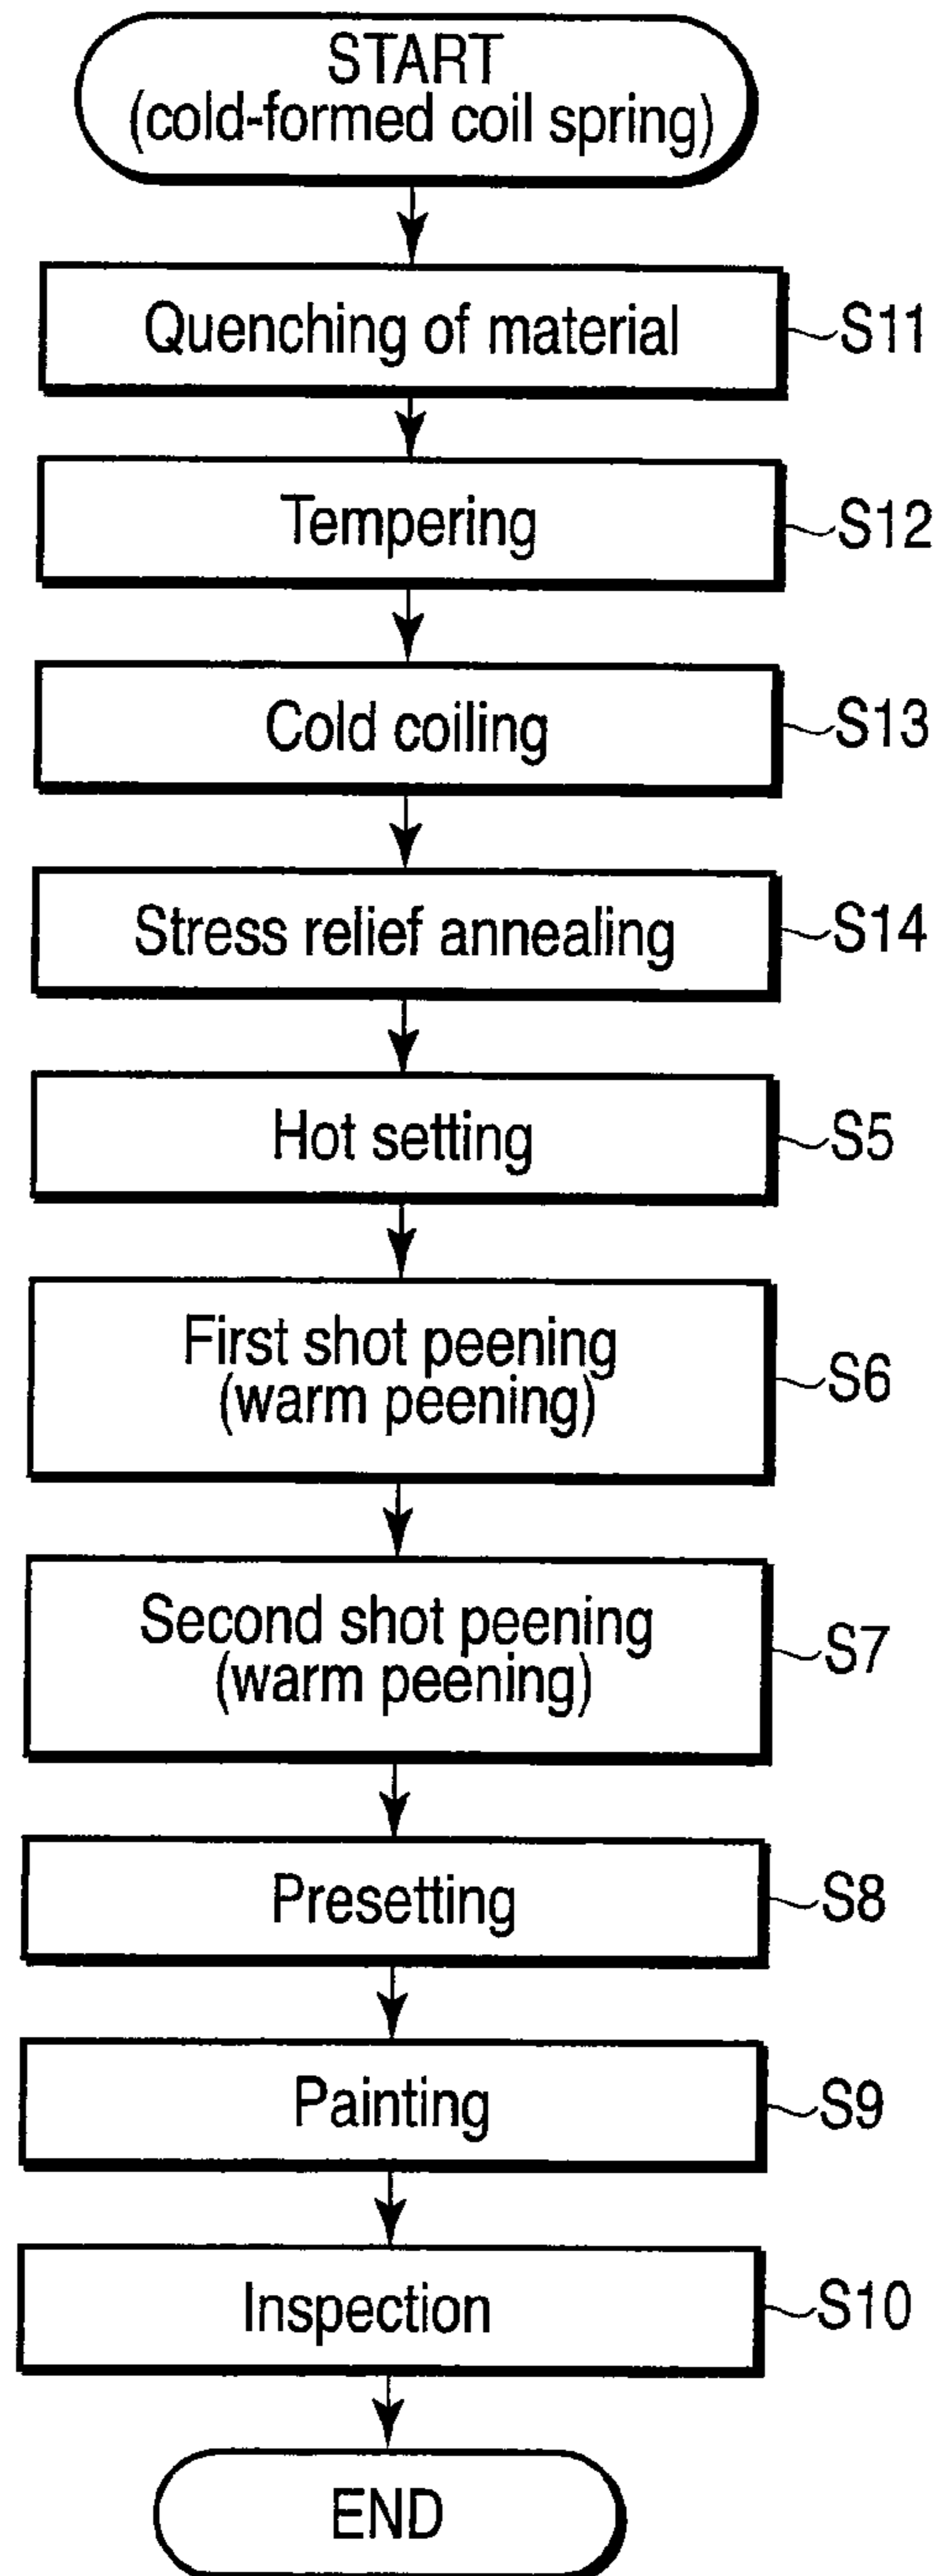 START
(cold-formed coil spring)
Quenching of material
S11
Tempering
S12
Cold coiling
S13
Stress relief annealing
S14
Hot setting
S5
First shot peening
(warm peening)
S6
Second shot peening
(warm peening)
S7
Presetting
S8
Painting
S9
Inspection
S10
END